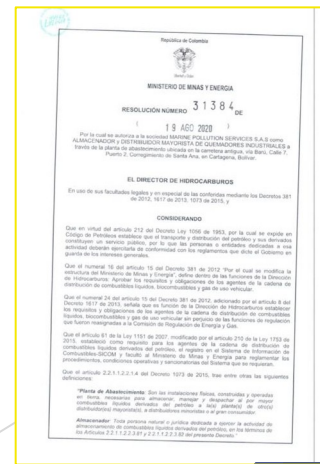 República de Colombia
Libertad y Orden
MINISTERIO DE MINAS Y ENERGÍA
RESOLUCIÓN NÚMERO 31384 DE
( 19 AGO 2020 )
Por la cual se autoriza a la sociedad MARINE POLLUTION SERVICES S.A.S como
ALMACENADOR y DISTRIBUIDOR MAYORISTA DE QUEMADORES INDUSTRIALES a
través de la planta de abastecimiento ubicada en la carretera antigua, vía Barú, Calle 7,
Puerto 2, Corregimiento de Santa Ana, en Cartagena, Bolívar.
EL DIRECTOR DE HIDROCARBUROS
En uso de sus facultades legales y en especial de las conferidas mediante los Decretos 381
de 2012, 1617 de 2013, 1073 de 2015, y
CONSIDERANDO
Que en virtud del artículo 212 del Decreto Ley 1056 de 1953, por la cual se expide en
Código de Petróleos establece que el transporte y distribución del petróleo y sus derivados
constituyen un servicio público, por lo que las personas o entidades dedicadas a esa
actividad deberán ejercitarla de conformidad con los reglamentos que dicte el Gobierno en
guarda de los intereses generales.
Que el numeral 16 del artículo 15 del Decreto 381 de 2012 "Por el cual se modifica la
estructura del Ministerio de Minas y Energía", define dentro de las funciones de la Dirección
de Hidrocarburos: Aprobar los requisitos y obligaciones de los agentes de la cadena de
distribución de combustibles líquidos, biocombustibles y gas de uso vehicular.
Que el numeral 24 del artículo 15 del Decreto 381 de 2012, adicionado por el artículo 8 del
Decreto 1617 de 2013, señala que es función de la Dirección de Hidrocarburos establecer
los requisitos y obligaciones de los agentes de la cadena de distribución de combustibles
líquidos, biocombustibles y gas de uso vehicular sin perjuicio de las funciones de regulación
que fueron reasignadas a la Comisión de Regulación de Energía y Gas.
Que el artículo 61 de la Ley 1151 de 2007, modificado por el artículo 210 de la Ley 1753 de
2015, estableció como requisito para los agentes de la cadena de distribución de
combustibles líquidos derivados del petróleo, el registro en el Sistema de Información de
Combustibles-SICOM y facultó al Ministerio de Minas y Energía para reglamentar los
procedimientos, condiciones operativas y sancionatorias del Sistema que se requieran.
Que el artículo 2.2.1.1.2.2.1.4 del Decreto 1073 de 2015, trae entre otras las siguientes
definiciones:
"Planta de Abastecimiento: Son las instalaciones físicas, construidas y operadas
en tierra, necesarias para almacenar, manejar y despachar al por mayor
combustibles líquidos derivados del petróleo a la(s) planta(s) de otro(s)
distribuidor(es) mayorista(s), a distribuidores minoristas o al gran consumidor.
Almacenador: Toda persona natural o jurídica dedicada a ejercer la actividad de
almacenamiento de combustibles líquidos derivados del petróleo, en los términos de
los Artículos 2.2.1.1.2.2.3.81 y 2.2.1.1.2.2.3.82 del presente Decreto."